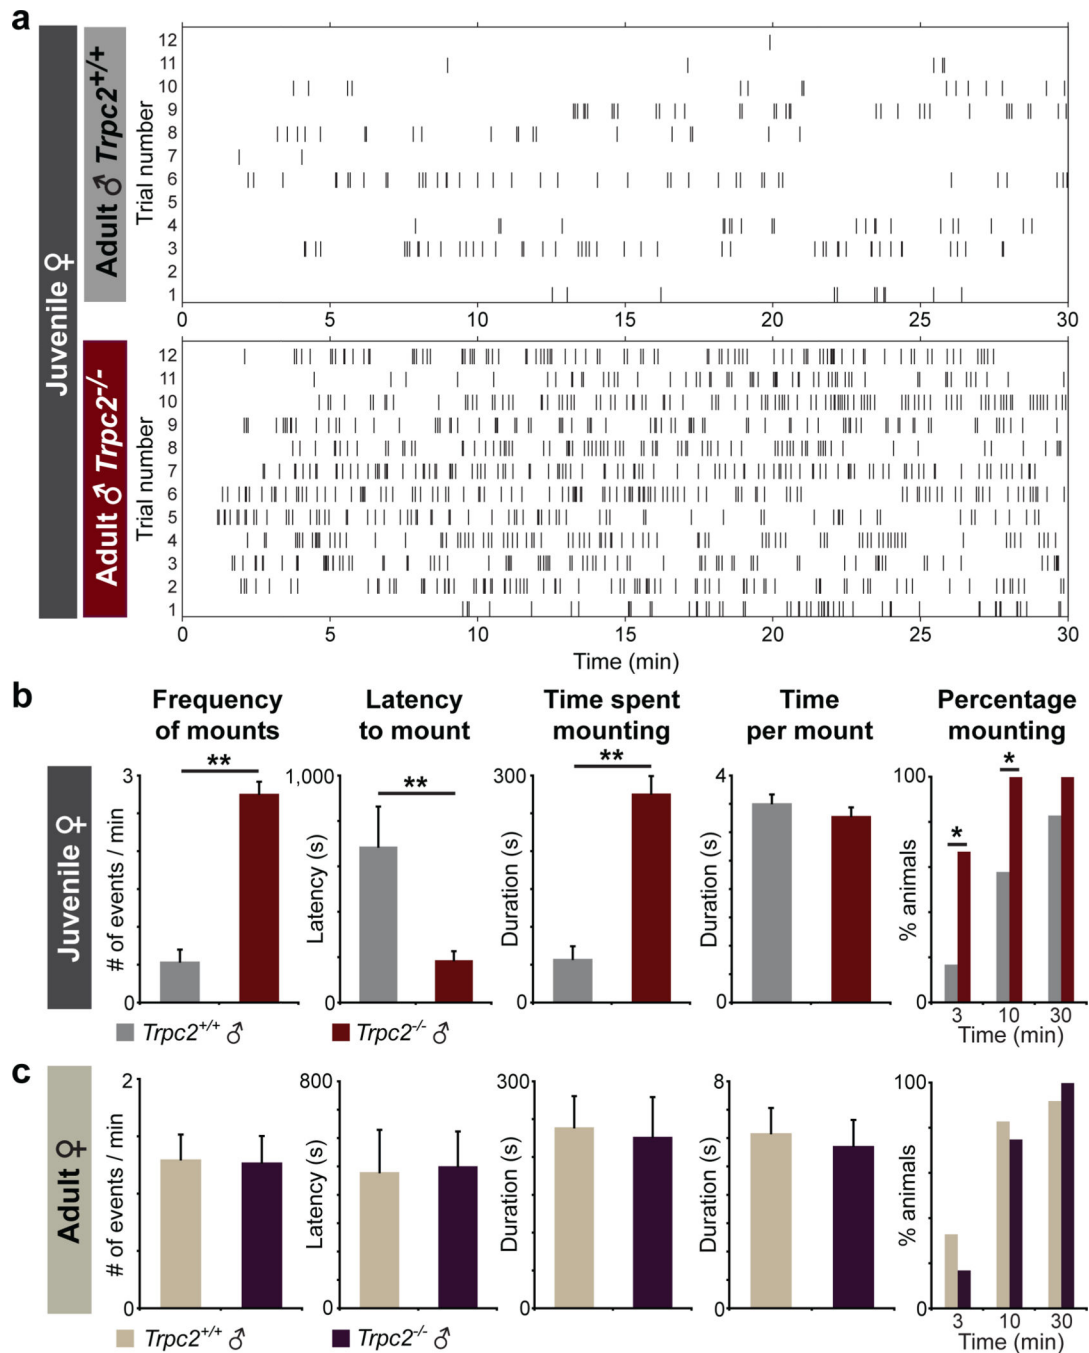 a
Juvenile ♀
Adult ♂ Trpc2+/+
Trial number
12
11
10
9
8
7
6
5
4
3
2
1
0 5 10 15 20 25 30
Adult ♂ Trpc2-/-
Trial number
12
11
10
9
8
7
6
5
4
3
2
1
0 5 10 15 20 25 30
Time (min)
b
Juvenile ♀
Frequency
of mounts
# of events / min
3
0
**
Latency
to mount
Latency (s)
1,000
0
**
Time spent
mounting
Duration (s)
300
0
**
Time
per mount
Duration (s)
4
0
Percentage
mounting
% animals
100
0
*
*
3 10 30
Time (min)
Trpc2+/+ ♂ Trpc2-/- ♂
c
Adult ♀
# of events / min
2
0
Latency (s)
800
0
Duration (s)
300
0
Duration (s)
8
0
% animals
100
0
3 10 30
Time (min)
Trpc2+/+ ♂ Trpc2-/- ♂